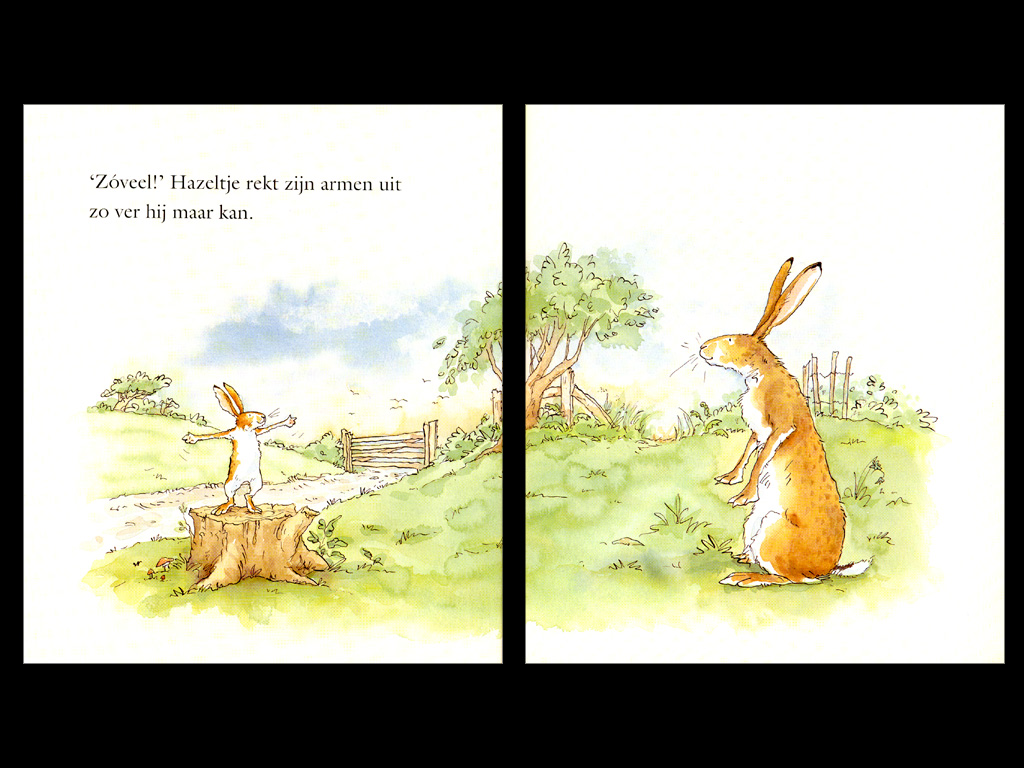 ‘Zóveel!’ Hazeltje rekt zijn armen uit
zo ver hij maar kan.